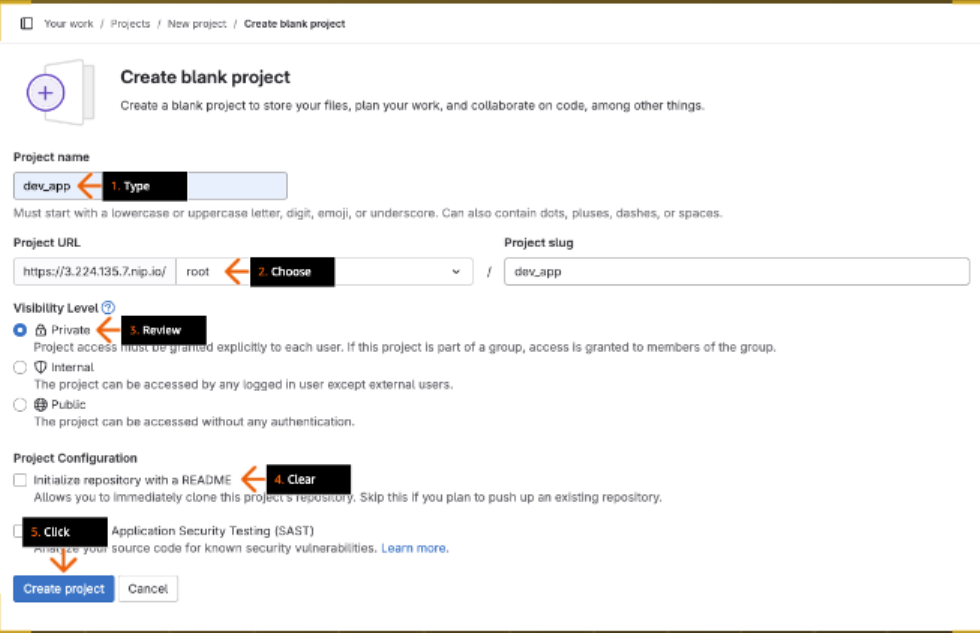 Your work / Projects / New project / Create blank project
Create blank project
Create a blank project to store your files, plan your work, and collaborate on code, among other things.
Project name
dev_app 1. Type
Must start with a lowercase or uppercase letter, digit, emoji, or underscore. Can also contain dots, pluses, dashes, or spaces.
Project URL Project slug
https://3.224.135.7.nip.io/ root 2. Choose / dev_app
Visibility Level
Private 3. Review
Project access must be granted explicitly to each user. If this project is part of a group, access is granted to members of the group.
Internal
The project can be accessed by any logged in user except external users.
Public
The project can be accessed without any authentication.
Project Configuration
Initialize repository with a README 4. Clear
Allows you to immediately clone this project's repository. Skip this if you plan to push up an existing repository.
5. Click Application Security Testing (SAST)
Analyze your source code for known security vulnerabilities. Learn more.
Create project Cancel